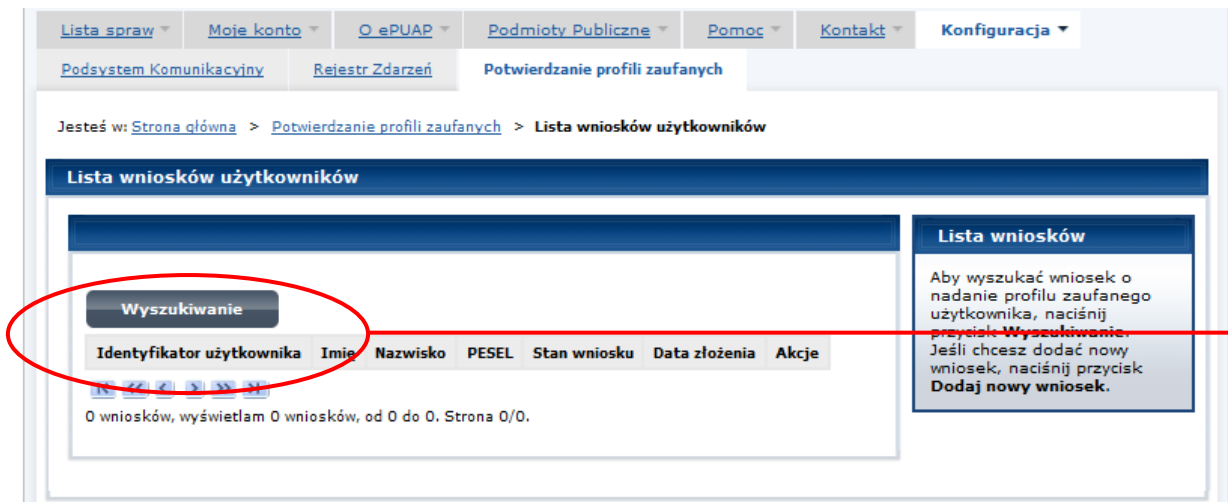 Lista spraw Moje konto O ePUAP Podmioty Publiczne Pomoc Kontakt Konfiguracja
Podsystem Komunikacyjny Rejestr Zdarzeń Potwierdzanie profili zaufanych
Jesteś w: Strona główna > Potwierdzanie profili zaufanych > Lista wniosków użytkowników
Lista wniosków użytkowników
Wyszukiwanie
Identyfikator użytkownika Imię Nazwisko PESEL Stan wniosku Data złożenia Akcje
0 wniosków, wyświetlam 0 wniosków, od 0 do 0. Strona 0/0.
Lista wniosków
Aby wyszukać wniosek o
nadanie profilu zaufanego
użytkownika, naciśnij
przycisk Wyszukiwanie.
Jeśli chcesz dodać nowy
wniosek, naciśnij przycisk
Dodaj nowy wniosek.